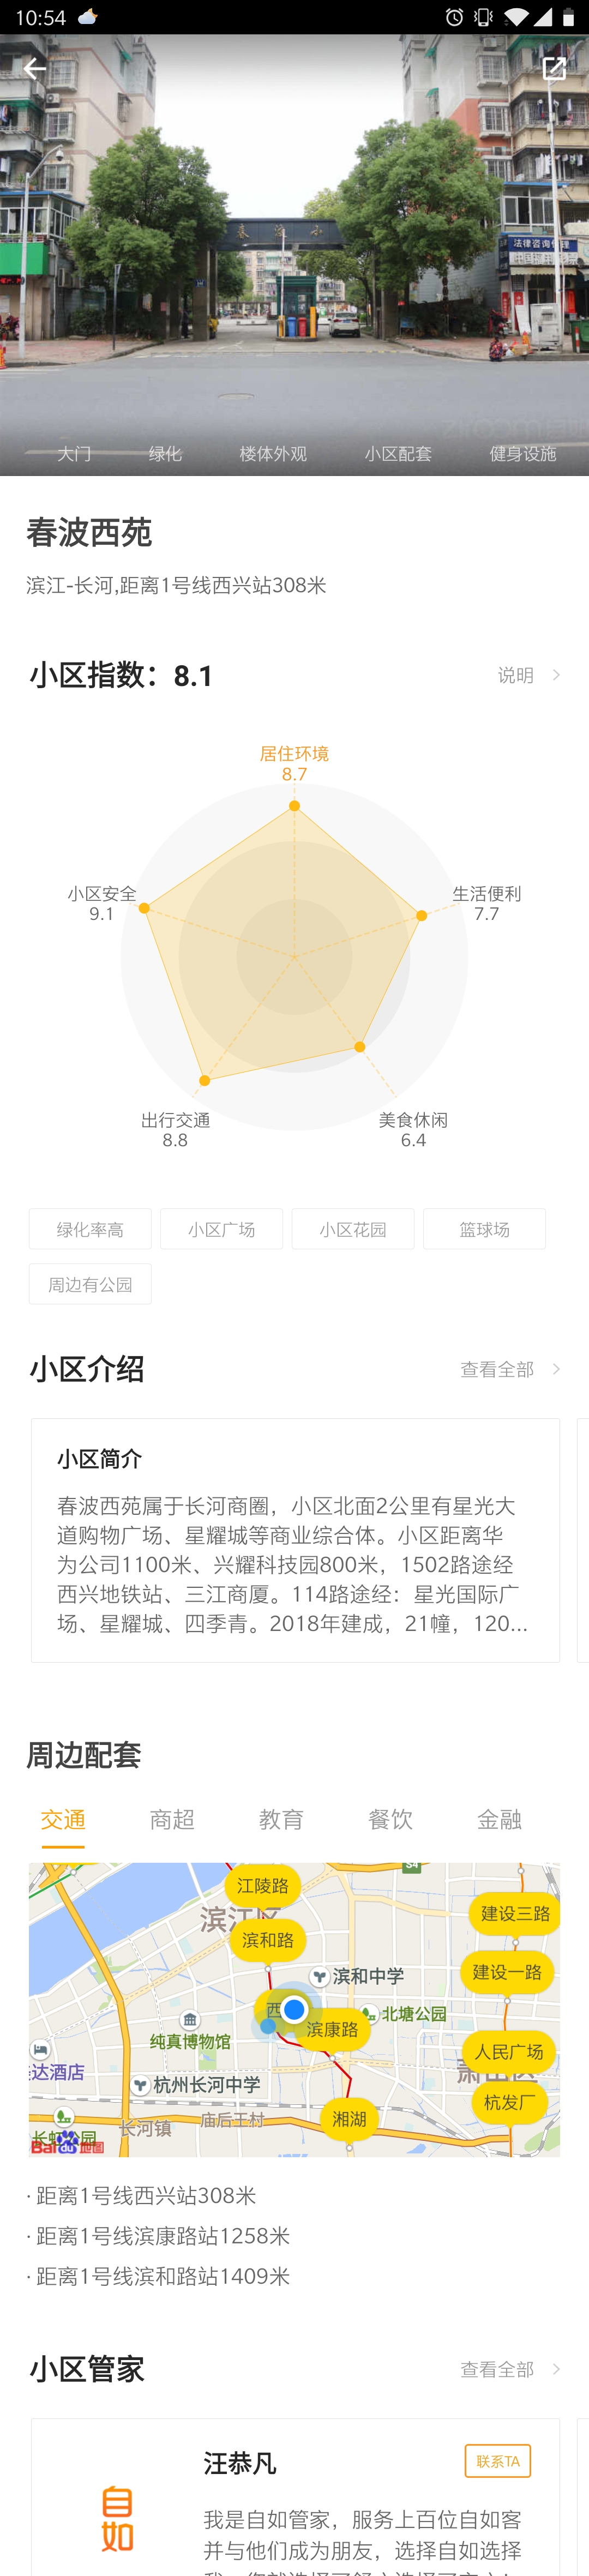 10:54
法律咨询
大门 绿化 楼体外观 小区配套 健身设施
春波西苑
滨江-长河,距离1号线西兴站308米
小区指数：8.1
说明
居住环境
8.7
小区安全
9.1
生活便利
7.7
出行交通
8.8
美食休闲
6.4
绿化率高 小区广场 小区花园 篮球场
周边有公园
小区介绍
查看全部
小区简介
春波西苑属于长河商圈，小区北面2公里有星光大
道购物广场、星耀城等商业综合体。小区距离华
为公司1100米、兴耀科技园800米，1502路途经
西兴地铁站、三江商厦。114路途经：星光国际广
场、星耀城、四季青。2018年建成，21幢，120...
周边配套
交通 商超 教育 餐饮 金融
S4
江陵路
滨江区
建设三路
滨和路
建设一路
滨和中学
西
北塘公园
滨康路
纯真博物馆
人民广场
达酒店
杭州长河中学
杭发厂
湘湖
庙后王村
长河镇
· 距离1号线西兴站308米
· 距离1号线滨康路站1258米
· 距离1号线滨和路站1409米
小区管家
查看全部
汪恭凡
联系TA
自
如
我是自如管家，服务上百位自如客
并与他们成为朋友，选择自如选择